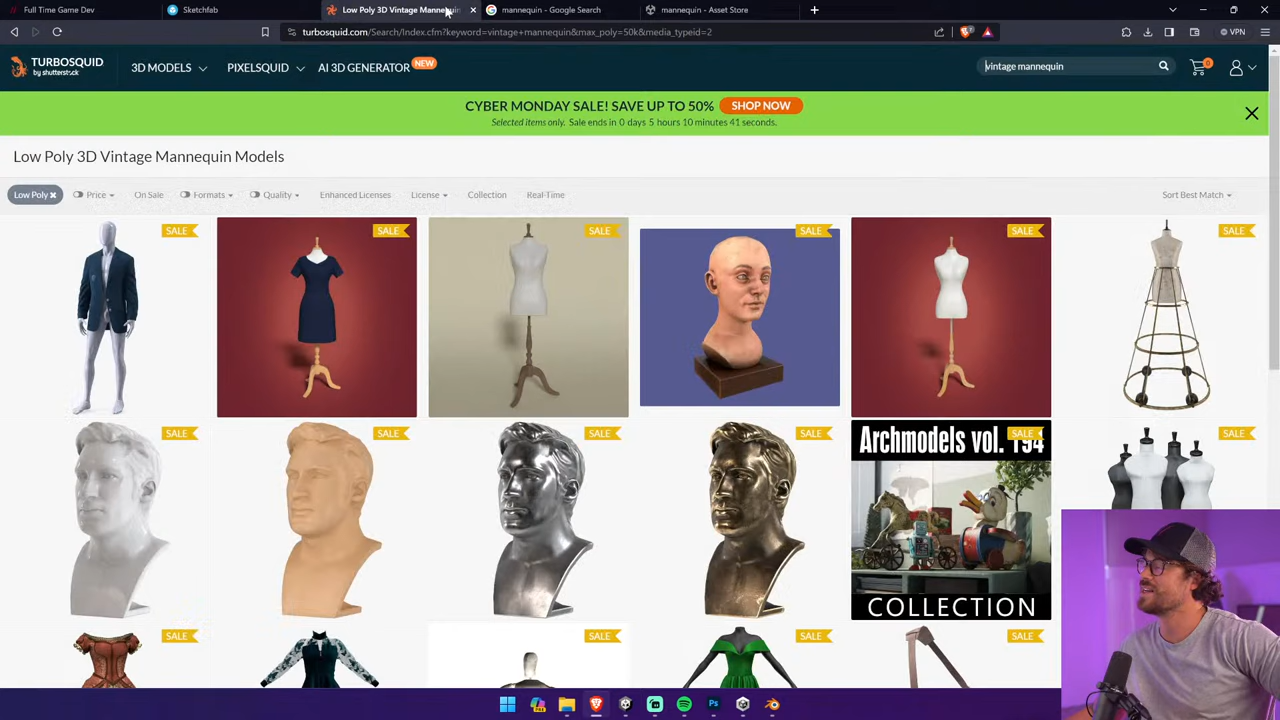 Full Time Game Dev
Sketchfab
Low Poly 3D Vintage Mannequin
mannequin - Google Search
mannequin - Asset Store
turbosquid.com/Search/Index.cfm?keyword=vintage+mannequin&max_poly=50k&media_typeid=2
VPN
TURBOSQUID
by shutterstock
3D MODELS
PIXELSQUID
AI 3D GENERATOR
NEW
vintage mannequin
0
CYBER MONDAY SALE! SAVE UP TO 50%
SHOP NOW
Selected items only. Sale ends in 0 days 5 hours 10 minutes 41 seconds.
Low Poly 3D Vintage Mannequin Models
Low Poly
Price
On Sale
Formats
Quality
Enhanced Licenses
License
Collection
Real-Time
Sort Best Match
SALE
SALE
SALE
SALE
SALE
SALE
SALE
SALE
SALE
SALE
SALE
SALE
Archmodels vol. 194
COLLECTION
SALE
SALE
SALE
SALE
SALE